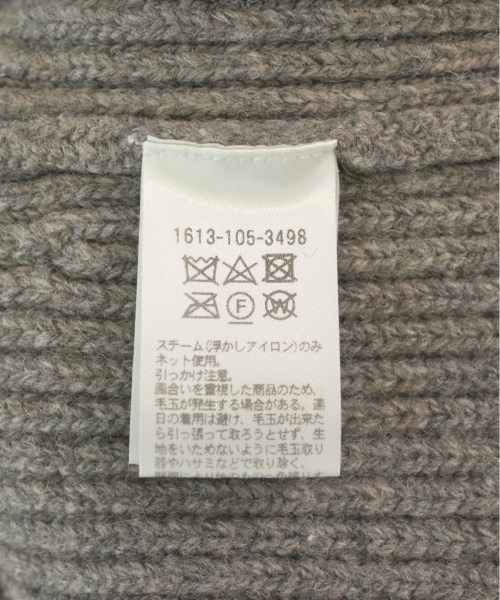 1613-105-3498
F W
スチーム(浮かしアイロン)のみ
ネット使用。
引っかけ注意。
風合いを重視した商品のため、
毛玉が発生する場合がある。連
日の着用は避け、毛玉が出来た
ら引っ張って取ろうとせず、生
地をいためないように毛玉取り
器やハサミなどで取り除く。